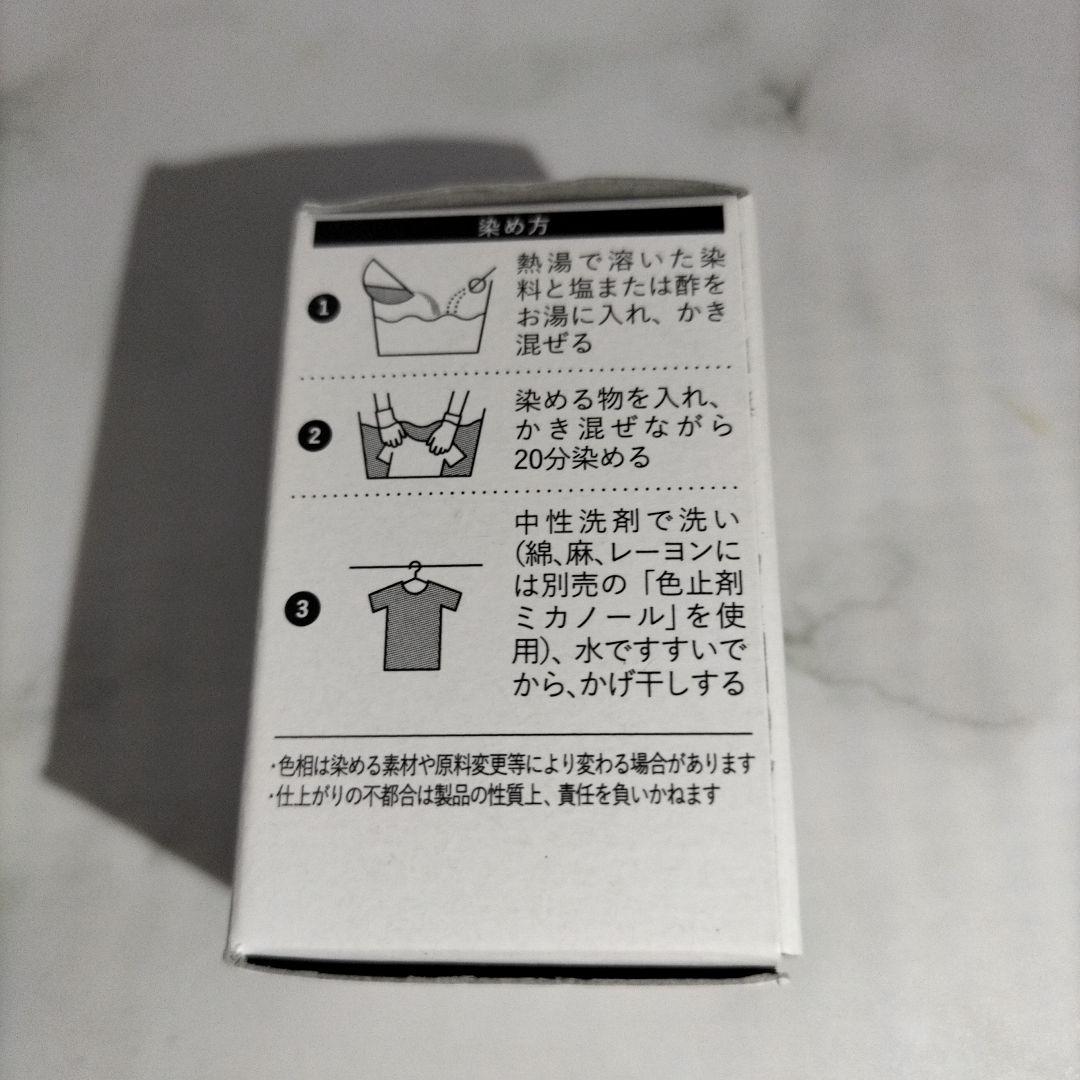 染め方
1
熱湯で溶いた染
料と塩または酢を
お湯に入れ、かき
混ぜる
2
染める物を入れ、
かき混ぜながら
20分染める
3
中性洗剤で洗い
(綿、麻、レーヨンに
は別売の「色止剤
ミカノール」を使
用)、水ですすいで
から、かげ干しする
・色相は染める素材や原料変更等により変わる場合があります
・仕上がりの不都合は製品の性質上、責任を負いかねます